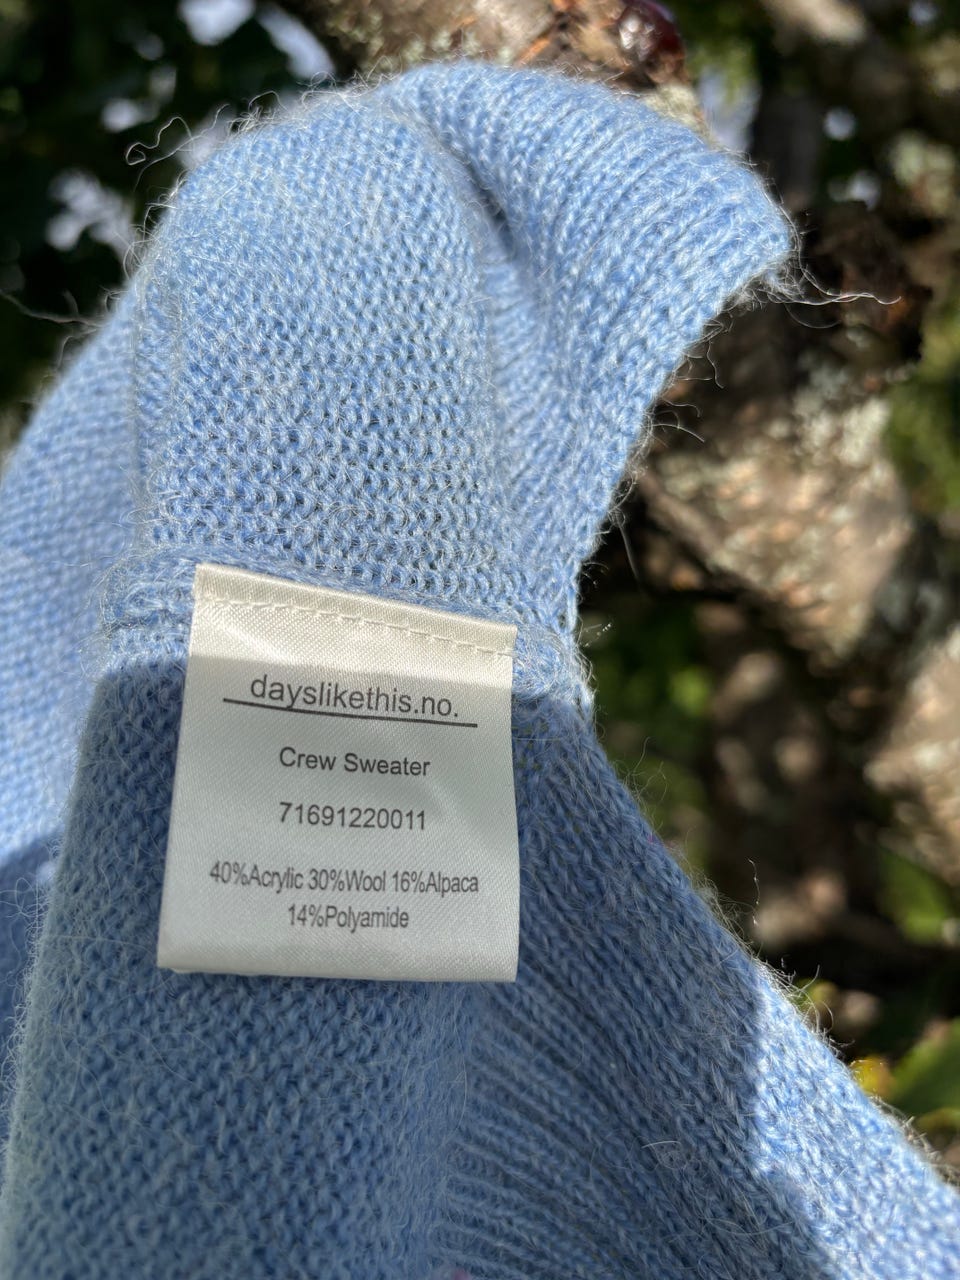 dayslikethis.no.
Crew Sweater
71691220011
40%Acrylic 30%Wool 16%Alpaca
14%Polyamide